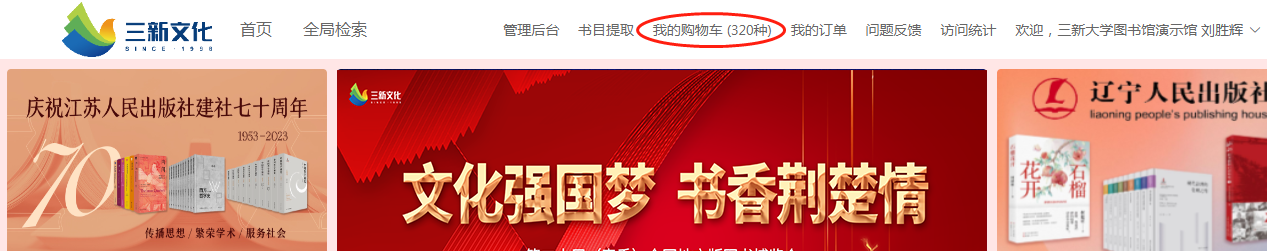 三新文化
SINCE·1998
首页 全局检索 管理后台 书目提取 我的购物车 (320种) 我的订单 问题反馈 访问统计 欢迎，三新大学图书馆演示馆 刘胜辉
庆祝江苏人民出版社建社七十周年
1953-2023
70
传播思想 / 繁荣学术 / 服务社会
三新文化
SINCE·1998
文化强国梦 书香荆楚情
辽宁人民出版社
liaoning people's publishing hous
花开
石榴